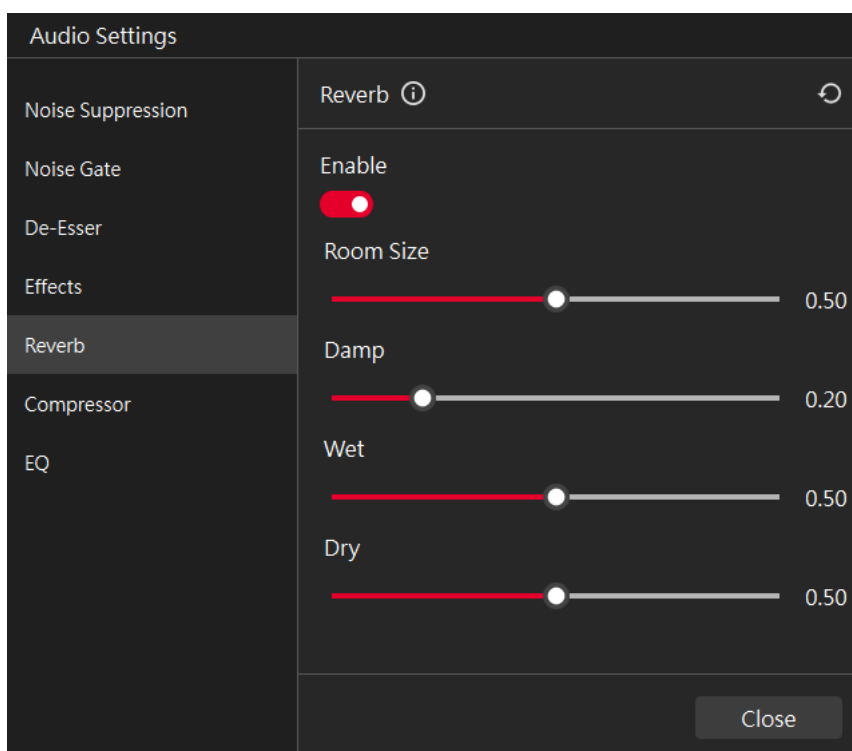 Audio Settings
Noise Suppression
Noise Gate
De-Esser
Effects
Reverb
Compressor
EQ
Reverb
Enable
Room Size
0.50
Damp
0.20
Wet
0.50
Dry
0.50
Close